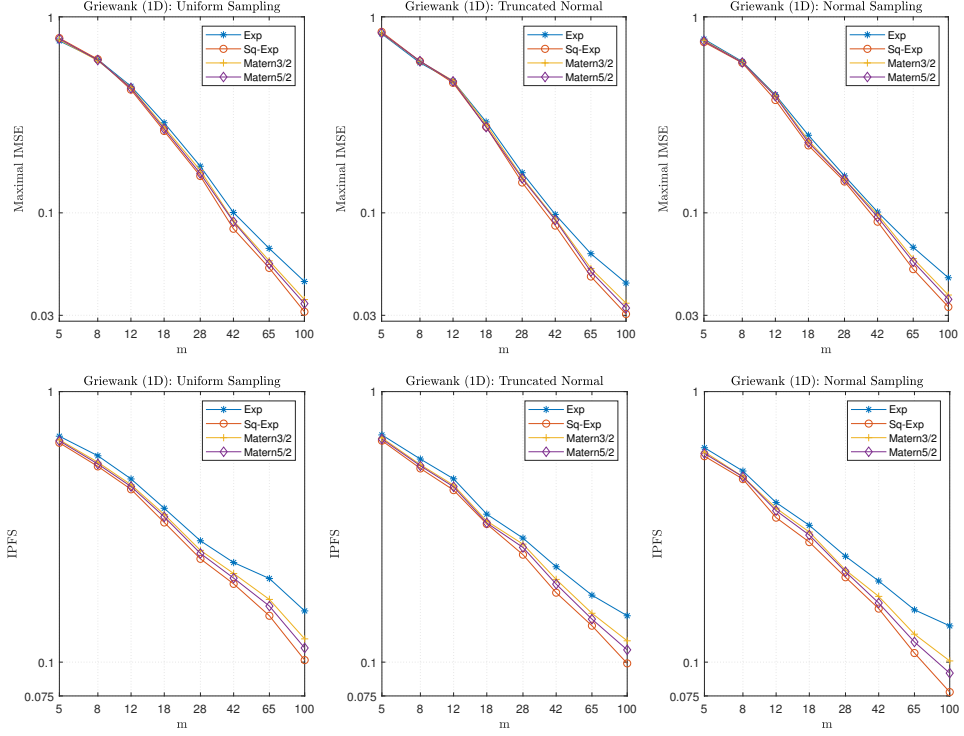 Griewank (1D): Uniform Sampling
1
0.1
0.03
Maximal IMSE
Exp
Sq-Exp
Matern3/2
Matern5/2
5 8 12 18 28 42 65 100
m
Griewank (1D): Truncated Normal
1
0.1
0.03
Maximal IMSE
Exp
Sq-Exp
Matern3/2
Matern5/2
5 8 12 18 28 42 65 100
m
Griewank (1D): Normal Sampling
1
0.1
0.03
Maximal IMSE
Exp
Sq-Exp
Matern3/2
Matern5/2
5 8 12 18 28 42 65 100
m
Griewank (1D): Uniform Sampling
1
0.1
0.075
IPFS
Exp
Sq-Exp
Matern3/2
Matern5/2
5 8 12 18 28 42 65 100
m
Griewank (1D): Truncated Normal
1
0.1
0.075
IPFS
Exp
Sq-Exp
Matern3/2
Matern5/2
5 8 12 18 28 42 65 100
m
Griewank (1D): Normal Sampling
1
0.1
0.075
IPFS
Exp
Sq-Exp
Matern3/2
Matern5/2
5 8 12 18 28 42 65 100
m